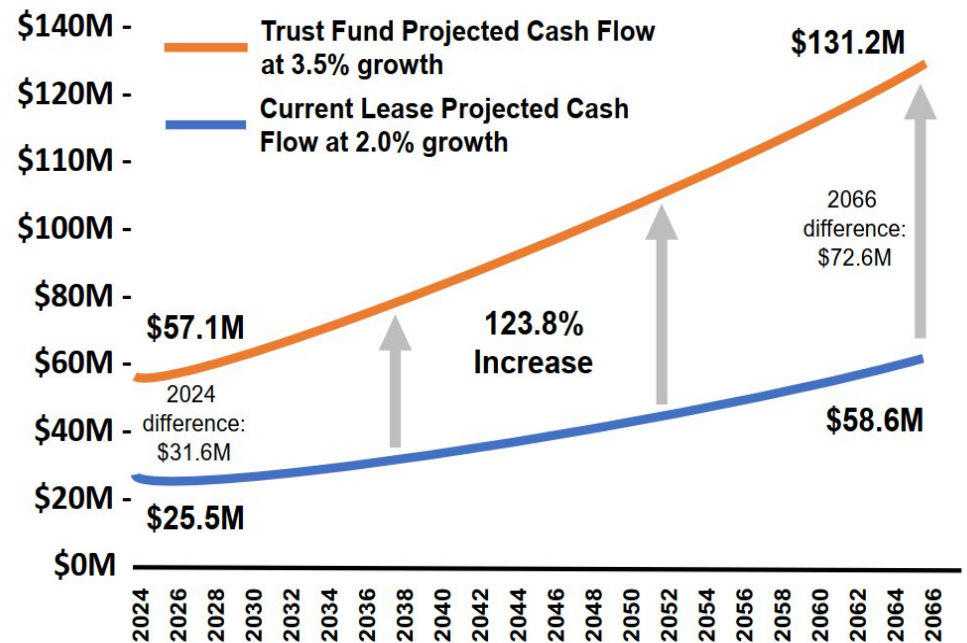 $140M -
$120M -
$110M -
$100M -
$80M -
$60M -
$40M -
$20M -
$0M
Trust Fund Projected Cash Flow
at 3.5% growth
Current Lease Projected Cash
Flow at 2.0% growth
$131.2M
2066
difference:
$72.6M
$57.1M
123.8%
Increase
2024
difference:
$31.6M
$58.6M
$25.5M
2024
2026
2028
2030
2032
2034
2036
2038
2040
2042
2044
2046
2048
2050
2052
2054
2056
2058
2060
2062
2064
2066